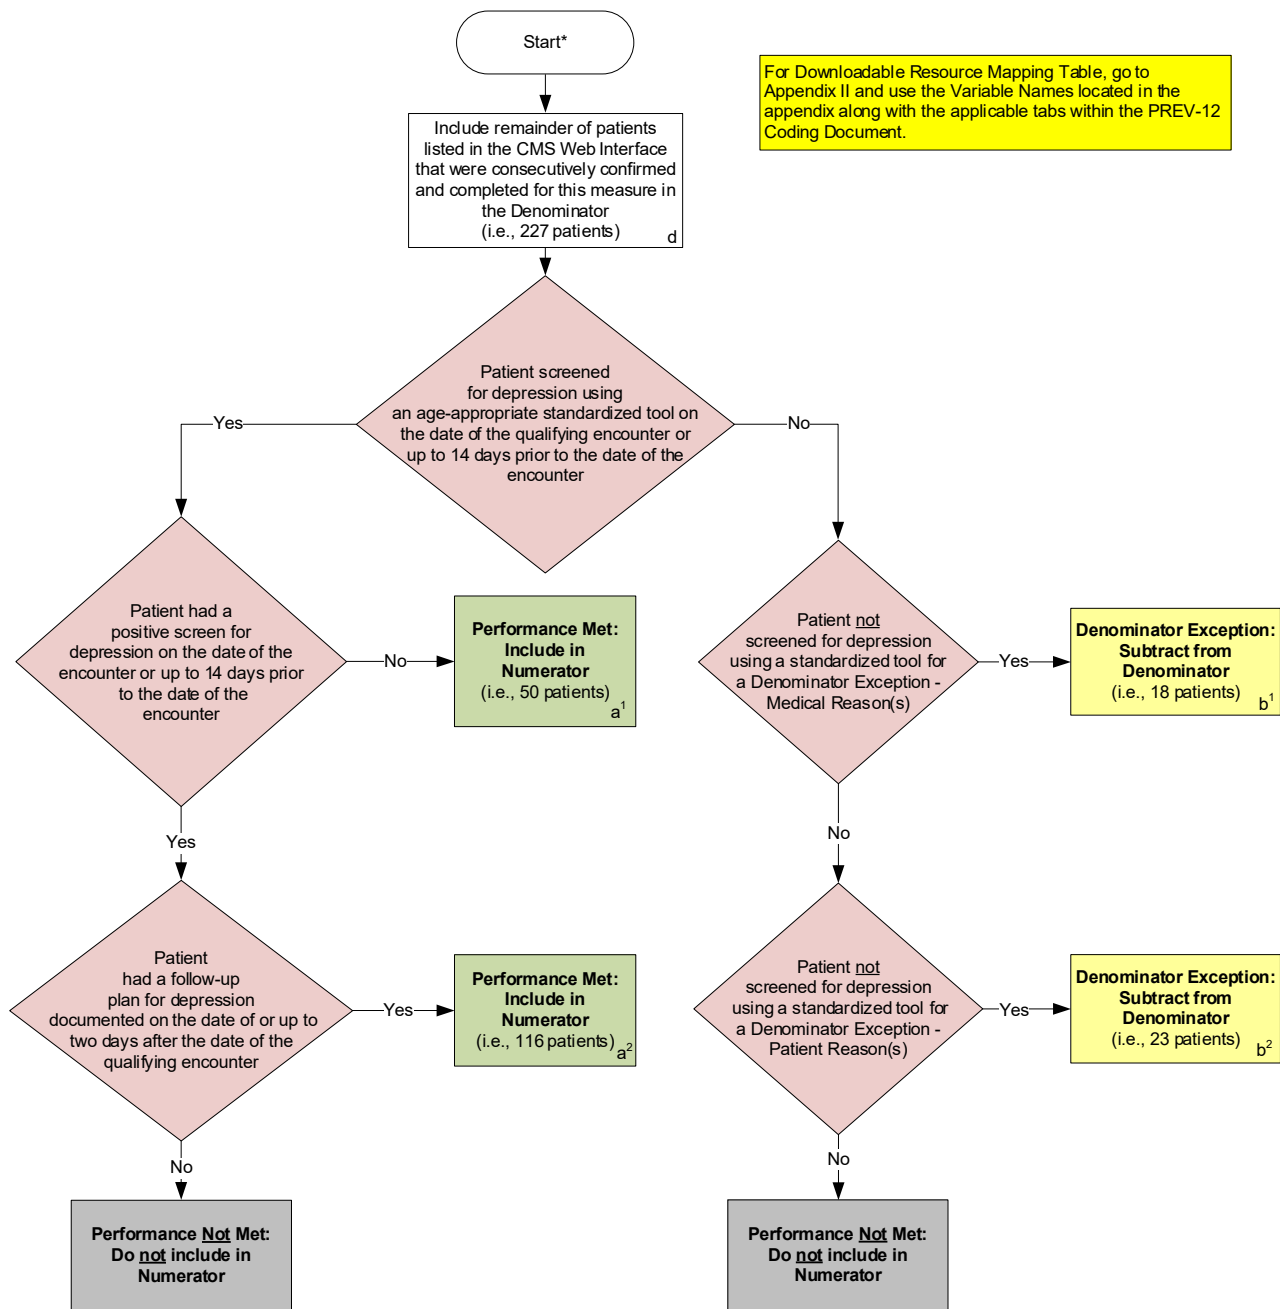 Start*
For Downloadable Resource Mapping Table, go to
Appendix II and use the Variable Names located in the
appendix along with the applicable tabs within the PREV-12
Coding Document.
Include remainder of patients
listed in the CMS Web Interface
that were consecutively confirmed
and completed for this measure in
the Denominator
(i.e., 227 patients)
d
Patient screened
for depression using
an age-appropriate standardized tool on
the date of the qualifying encounter or
up to 14 days prior to the date of the
encounter
Yes
No
Patient had a
positive screen for
depression on the date of the
encounter or up to 14 days prior
to the date of the
encounter
No
Performance Met:
Include in
Numerator
(i.e., 50 patients)
a¹
Patient not
screened for depression
using a standardized tool for
a Denominator Exception -
Medical Reason(s)
Yes
Denominator Exception:
Subtract from
Denominator
(i.e., 18 patients)
b¹
Yes
No
Patient
had a follow-up
plan for depression
documented on the date of or up to
two days after the date of the
qualifying encounter
Yes
Performance Met:
Include in
Numerator
(i.e., 116 patients)
a²
Patient not
screened for depression
using a standardized tool for
a Denominator Exception -
Patient Reason(s)
Yes
Denominator Exception:
Subtract from
Denominator
(i.e., 23 patients)
b²
No
No
Performance Not Met:
Do not include in
Numerator
Performance Not Met:
Do not include in
Numerator